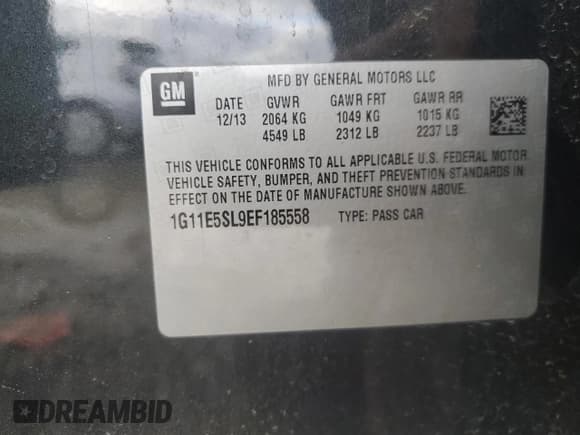 GM
MFD BY GENERAL MOTORS LLC
DATE GVWR GAWR FRT GAWR RR
12/13 2064 KG 1049 KG 1015 KG
4549 LB 2312 LB 2237 LB
THIS VEHICLE CONFORMS TO ALL APPLICABLE U.S. FEDERAL MOTOR
VEHICLE SAFETY, BUMPER, AND THEFT PREVENTION STANDARDS IN
EFFECT ON THE DATE OF MANUFACTURE SHOWN ABOVE.
1G11E5SL9EF185558 TYPE: PASS CAR
DREAMBID